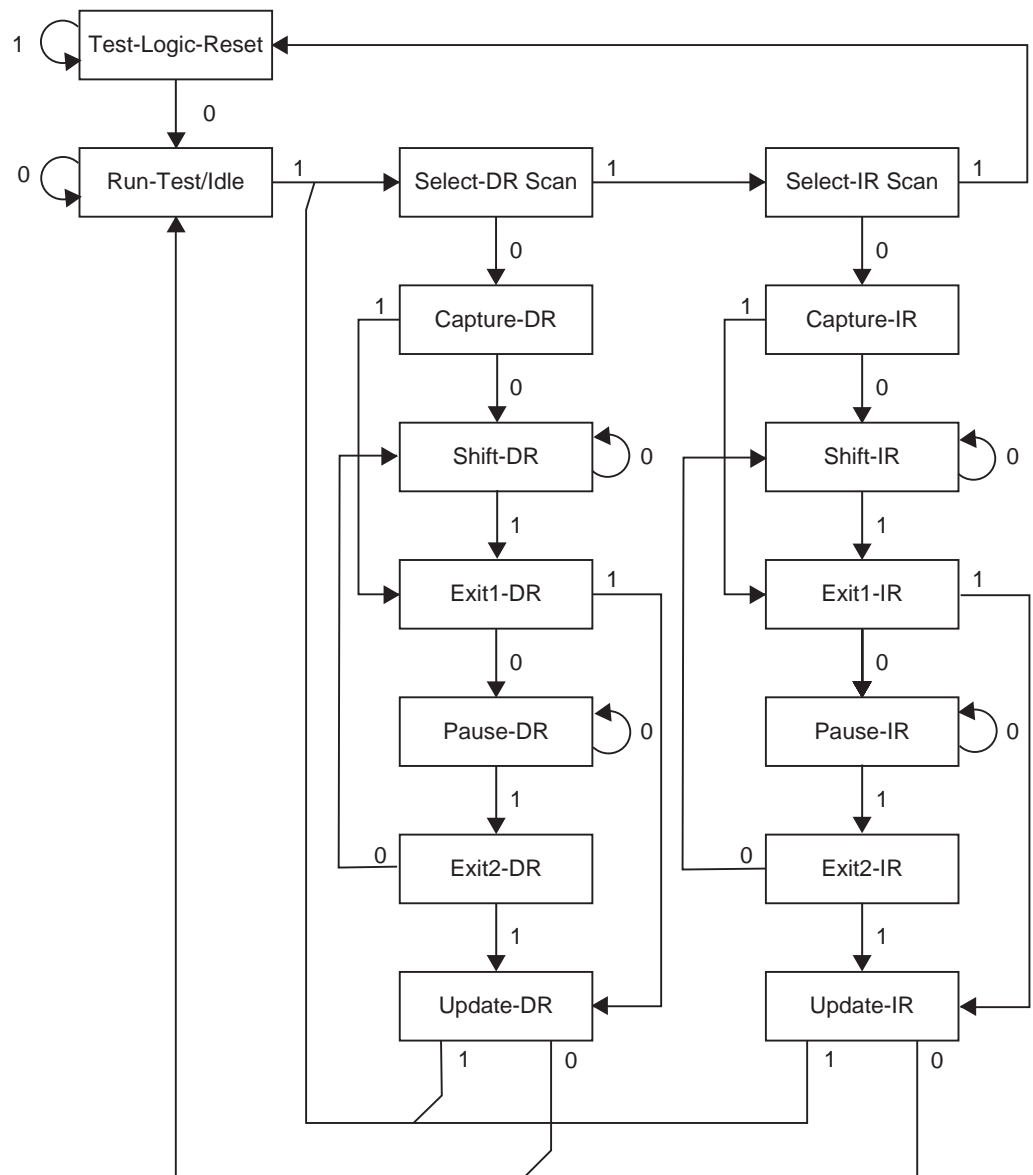 1 Test-Logic-Reset
0
0 Run-Test/Idle 1 Select-DR Scan 1 Select-IR Scan 1
0 0
1 Capture-DR 1 Capture-IR
0 0
Shift-DR 0 Shift-IR 0
1 1
Exit1-DR 1 Exit1-IR 1
0 0
Pause-DR 0 Pause-IR 0
1 1
0 Exit2-DR 0 Exit2-IR
1 1
Update-DR Update-IR
1 0 1 0